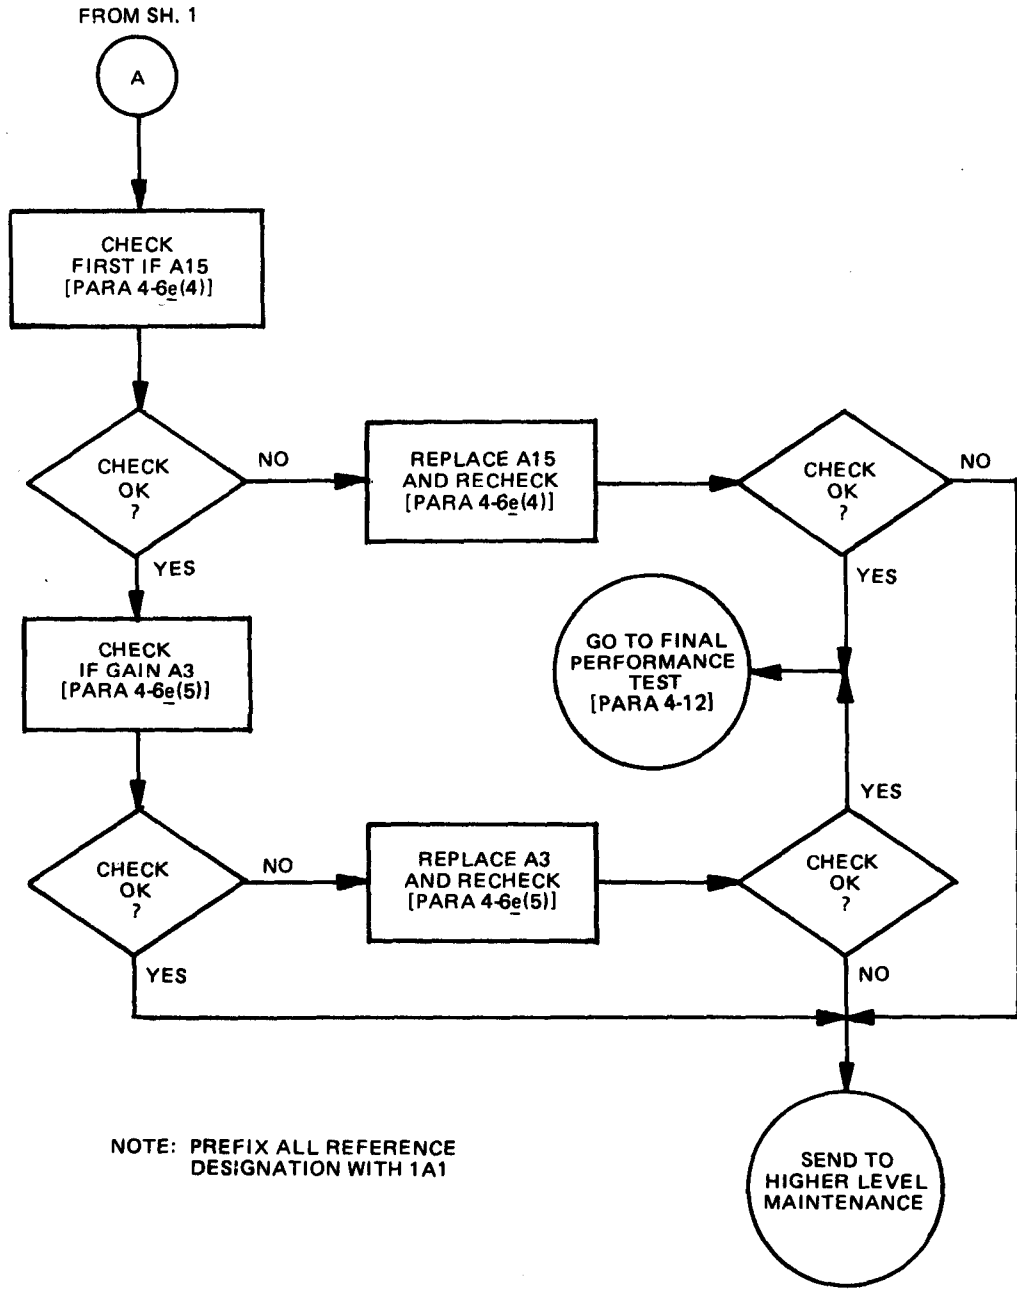 FROM SH. 1
A
CHECK
FIRST IF A15
[PARA 4-6e(4)]
CHECK
OK
?
NO
YES
REPLACE A15
AND RECHECK
[PARA 4-6e(4)]
CHECK
OK
?
NO
YES
CHECK
IF GAIN A3
[PARA 4-6e(5)]
GO TO FINAL
PERFORMANCE
TEST
[PARA 4-12]
CHECK
OK
?
NO
YES
REPLACE A3
AND RECHECK
[PARA 4-6e(5)]
YES
CHECK
OK
?
NO
NOTE: PREFIX ALL REFERENCE
DESIGNATION WITH 1A1
SEND TO
HIGHER LEVEL
MAINTENANCE